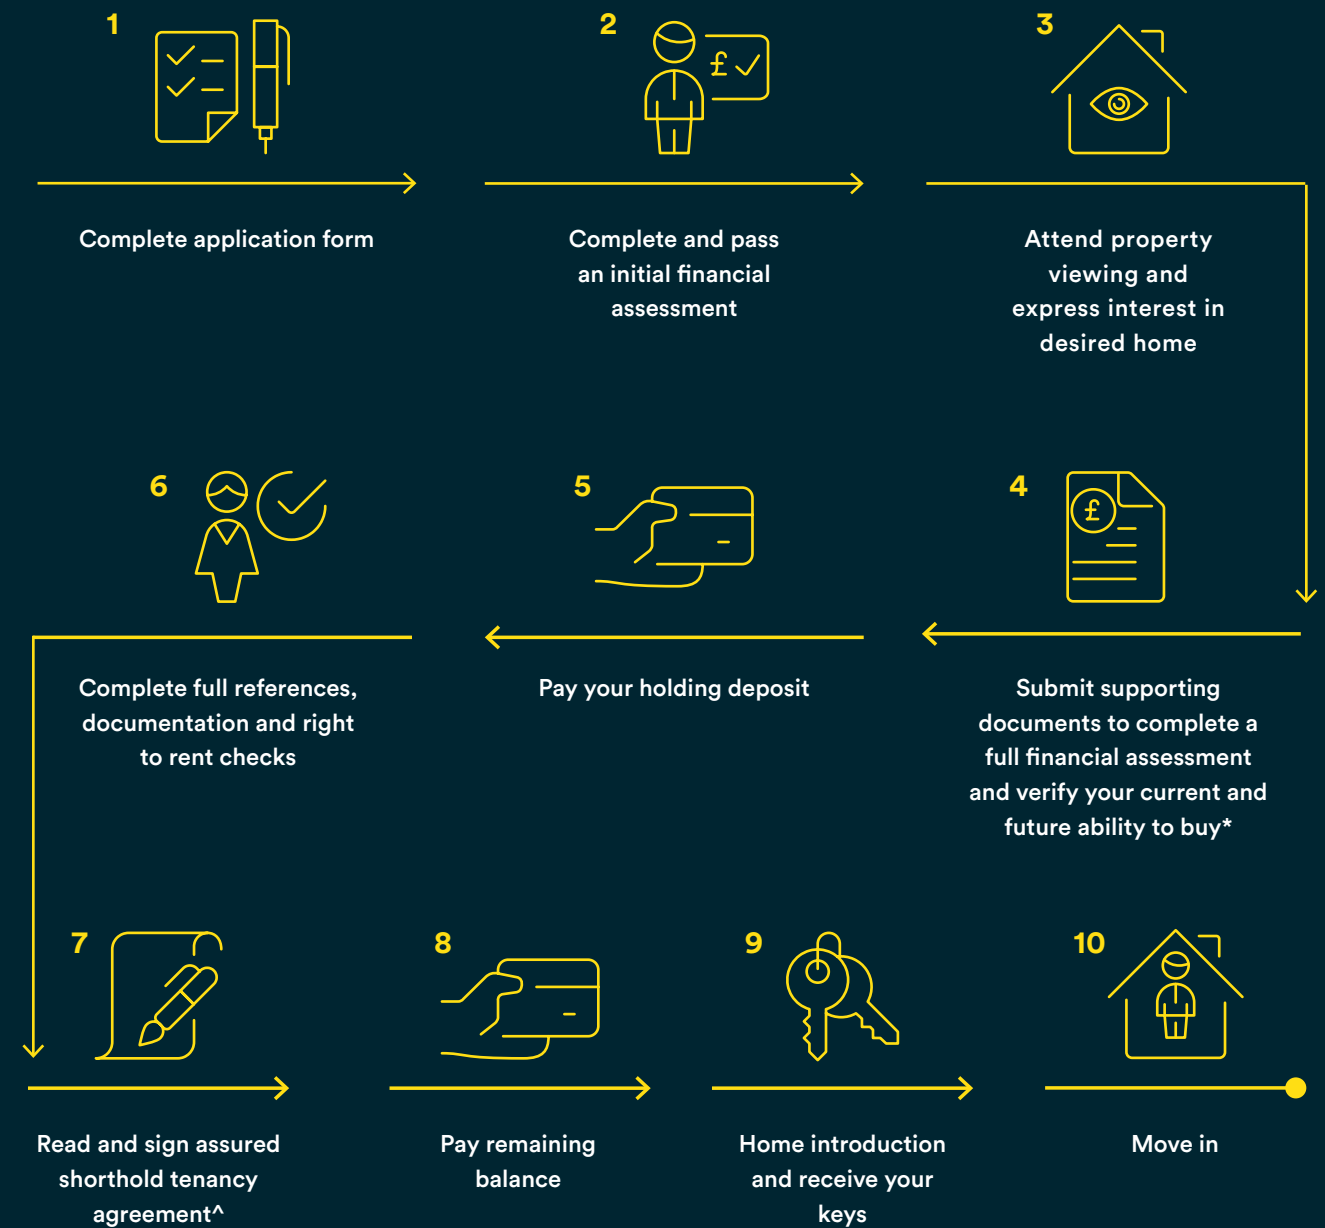 1
Complete application form
2
£
Complete and pass
an initial financial
assessment
3
Attend property
viewing and
express interest in
desired home
4
£
Submit supporting
documents to complete a
full financial assessment
and verify your current and
future ability to buy*
5
Pay your holding deposit
6
Complete full references,
documentation and right
to rent checks
7
Read and sign assured
shorthold tenancy
agreement^
8
Pay remaining
balance
9
Home introduction
and receive your
keys
10
Move in